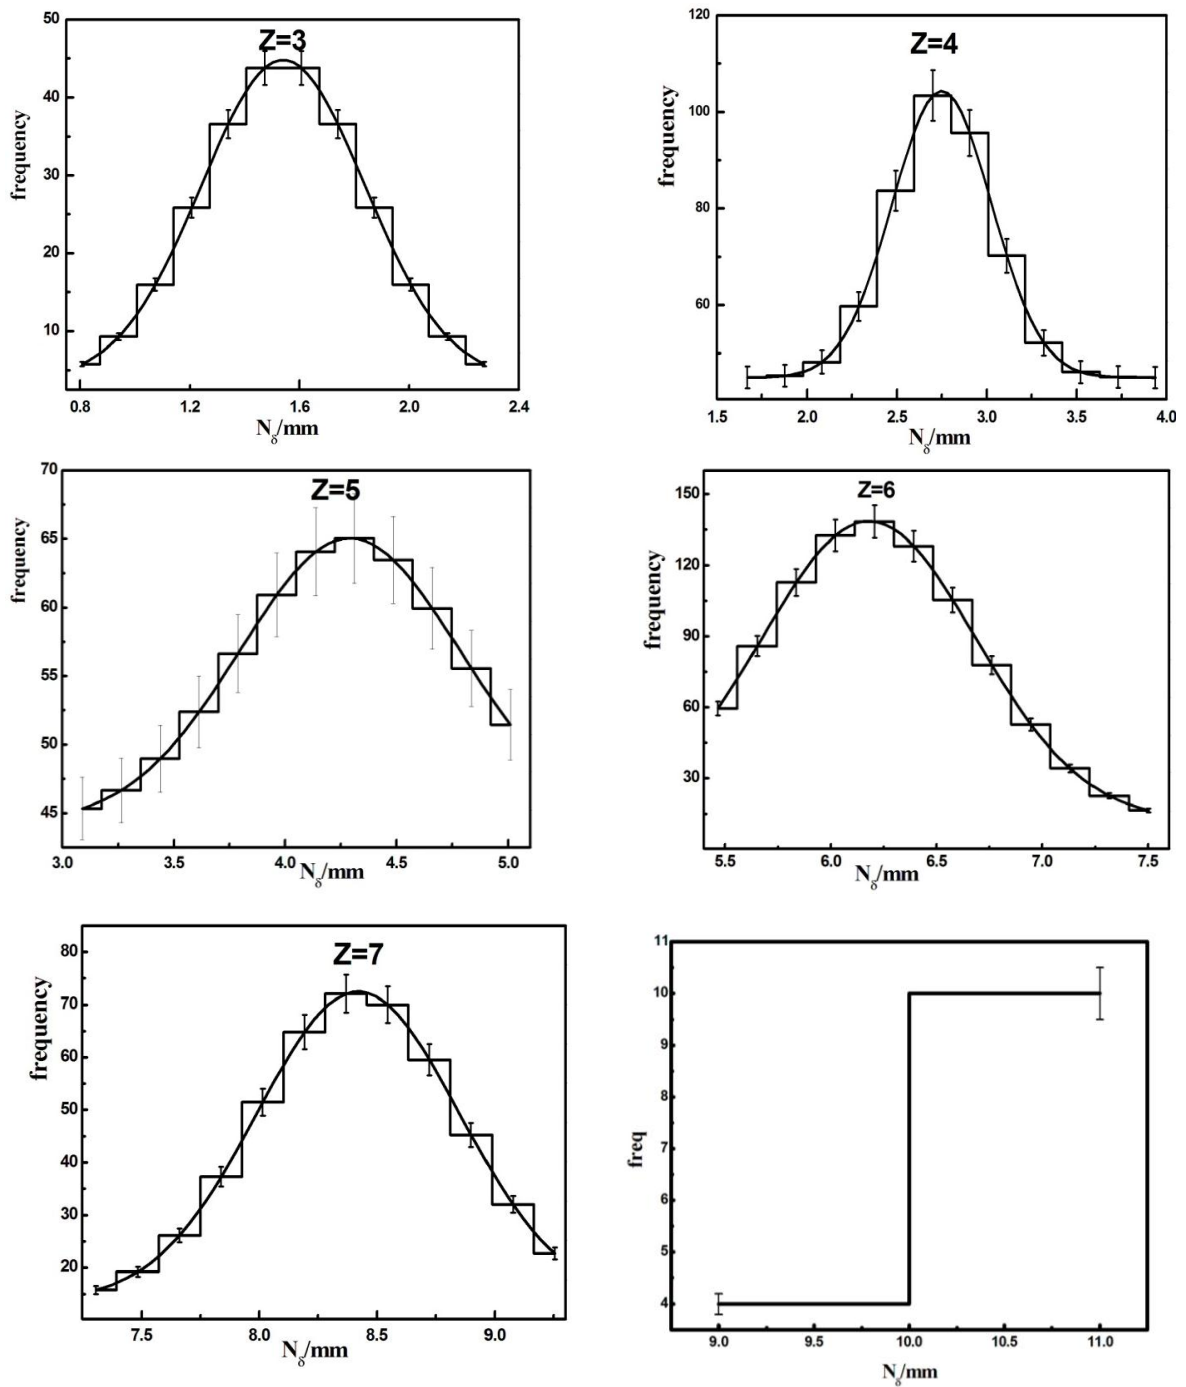 Z=3
50
40
30
20
10
frequency
0.8 1.2 1.6 2.0 2.4
Nδ/mm
Z=4
120
100
80
60
frequency
1.5 2.0 2.5 3.0 3.5 4.0
Nδ/mm
Z=5
70
65
60
55
50
45
frequency
3.0 3.5 4.0 4.5 5.0
Nδ/mm
Z=6
150
120
90
60
30
frequency
5.5 6.0 6.5 7.0 7.5
Nδ/mm
Z=7
80
70
60
50
40
30
20
frequency
7.5 8.0 8.5 9.0
Nδ/mm
11
10
9
8
7
6
5
4
freq
9.0 9.5 10.0 10.5 11.0
Nδ/mm